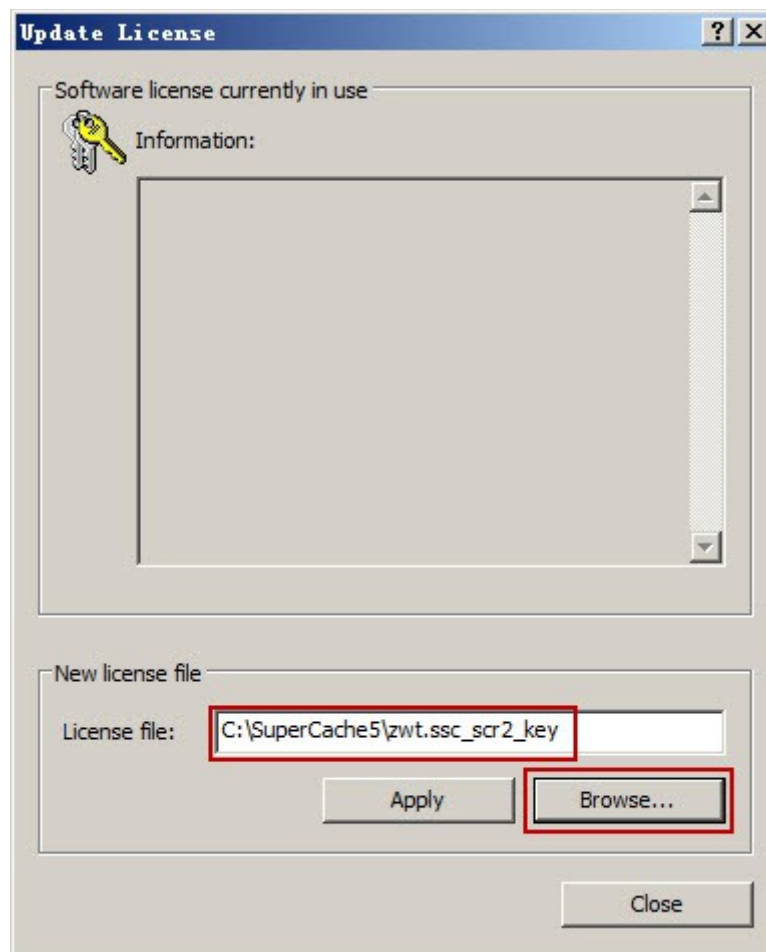 Update License
Software license currently in use
Information:
New license file
License file: C:\SuperCache5\zwt.ssc_scr2_key
Apply Browse...
Close